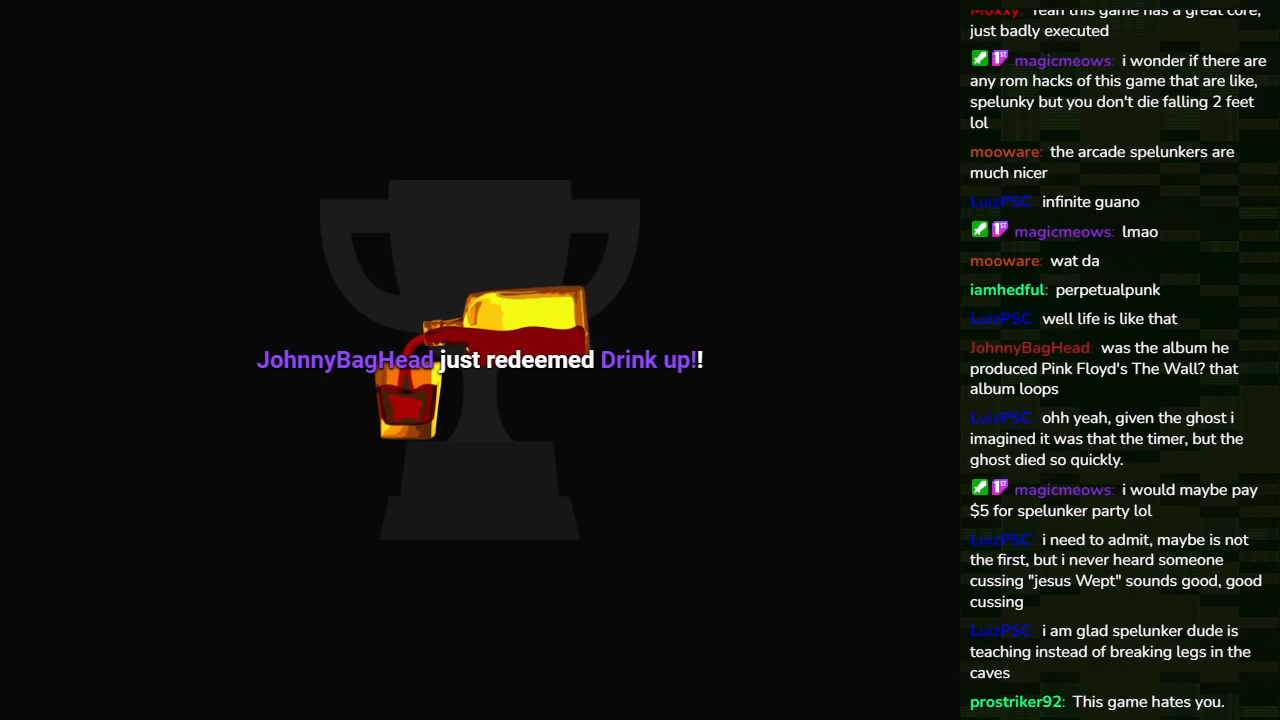 JohnnyBagHead just redeemed Drink up!!
Moxxy: Yeah this game has a great core,
just badly executed
magicmeows: i wonder if there are
any rom hacks of this game that are like,
spelunky but you don't die falling 2 feet
lol
mooware: the arcade spelunkers are
much nicer
LuizPSC: infinite guano
magicmeows: lmao
mooware: wat da
iamhedful: perpetualpunk
LuizPSC: well life is like that
JohnnyBagHead: was the album he
produced Pink Floyd's The Wall? that
album loops
LuizPSC: ohh yeah, given the ghost i
imagined it was that the timer, but the
ghost died so quickly.
magicmeows: i would maybe pay
$5 for spelunker party lol
LuizPSC: i need to admit, maybe is not
the first, but i never heard someone
cussing "jesus Wept" sounds good, good
cussing
LuizPSC: i am glad spelunker dude is
teaching instead of breaking legs in the
caves
prostriker92: This game hates you.